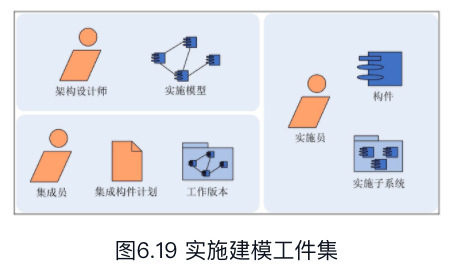 架构设计师
实施模型
集成员
集成构件计划
工作版本
实施员
构件
实施子系统
图6.19 实施建模工件集